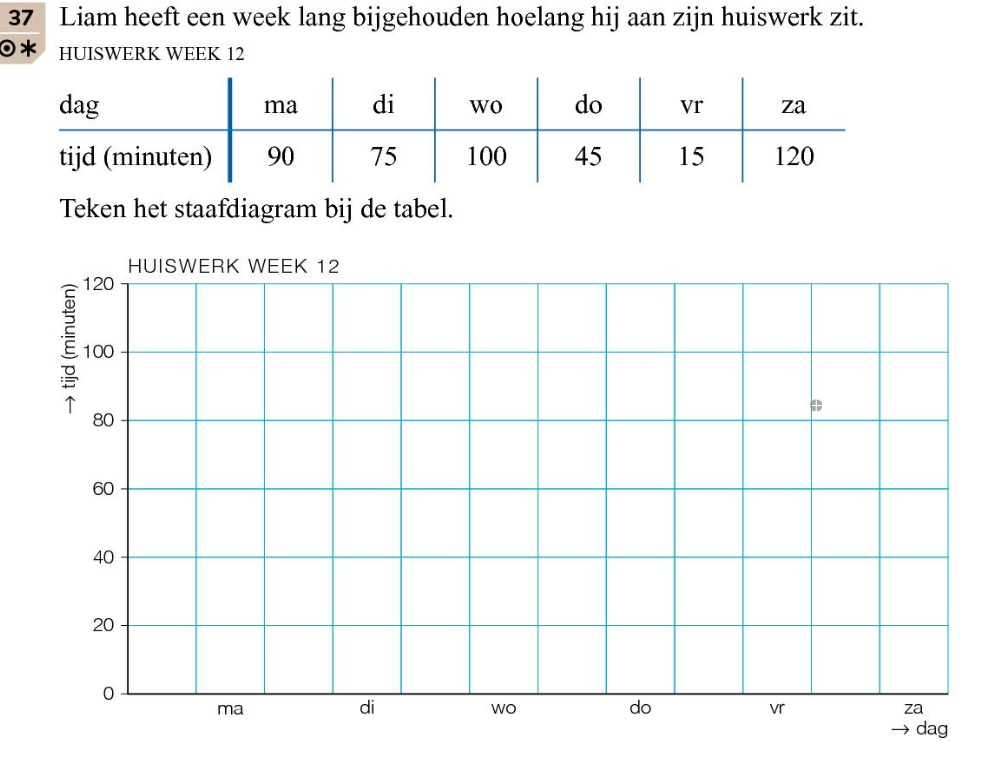 37 Liam heeft een week lang bijgehouden hoelang hij aan zijn huiswerk zit.
HUISWERK WEEK 12
dag ma di wo do vr za
tijd (minuten) 90 75 100 45 15 120
Teken het staafdiagram bij de tabel.
HUISWERK WEEK 12
→ tijd (minuten)
120
100
80
60
40
20
0
ma di wo do vr za
→ dag